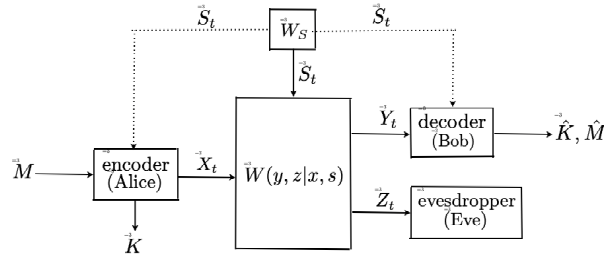 S_t
W_S
S_t
S_t
Y_t
decoder
(Bob)
K̂, M̂
M
encoder
(Alice)
X_t
W(y, z|x, s)
Z_t
evesdropper
(Eve)
K